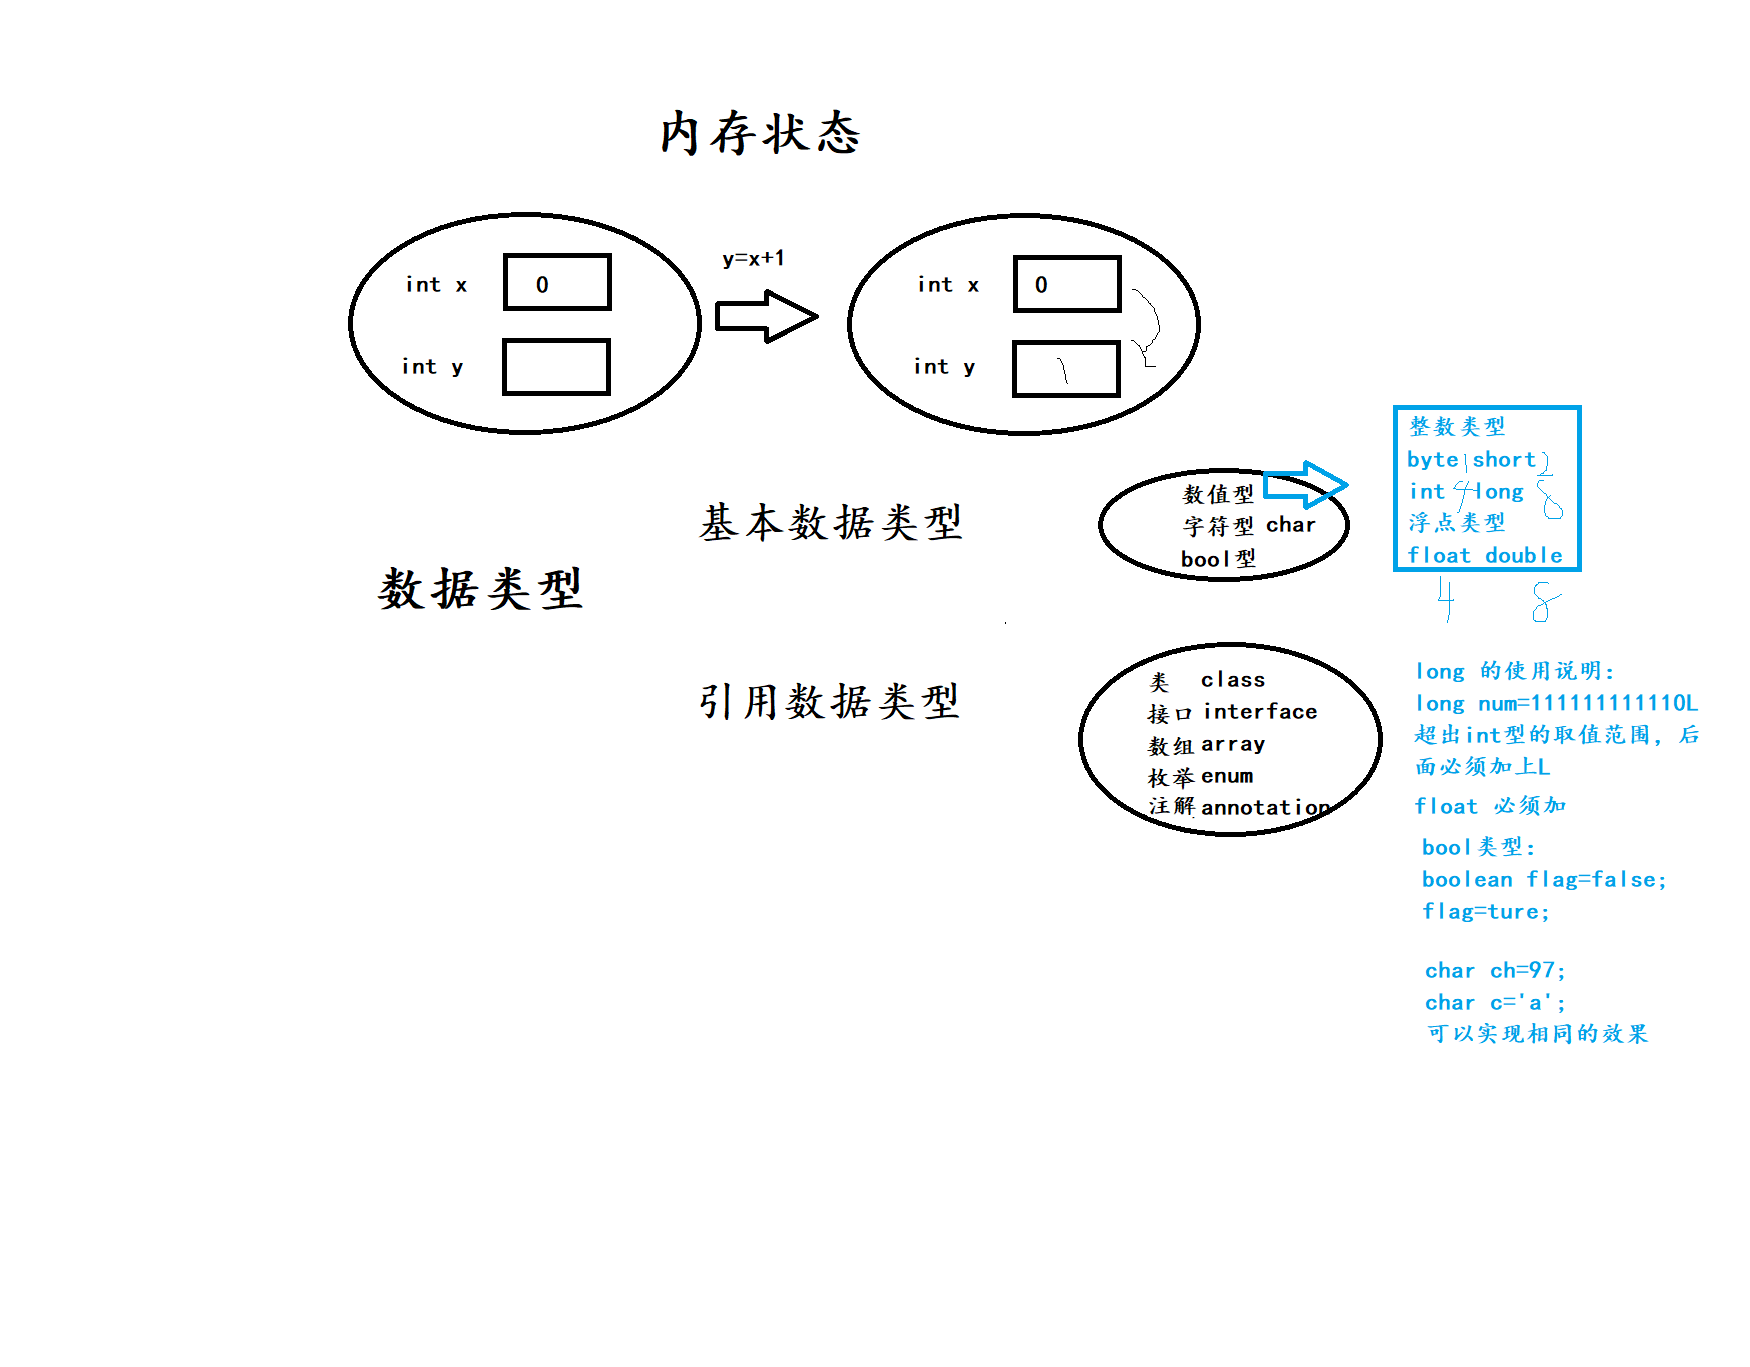 内存状态
int x 0
int y
y=x+1
int x 0
int y 1
数据类型
基本数据类型
数值型
字符型 char
bool型
整数类型
byte 1 short 2
int 4 long 8
浮点类型
float double
4 8
引用数据类型
类 class
接口 interface
数组 array
枚举 enum
注解 annotation
long 的使用说明：
long num=111111111110L
超出int型的取值范围，后
面必须加上L
float 必须加
bool类型：
boolean flag=false;
flag=ture;
char ch=97;
char c='a';
可以实现相同的效果